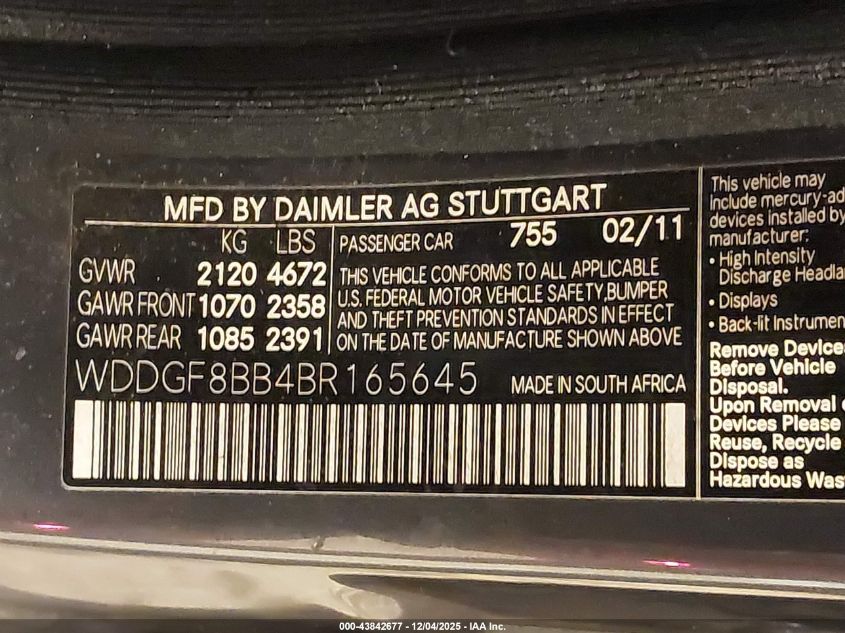 MFD BY DAIMLER AG STUTTGART
KG LBS
GVWR 2120 4672
GAWR FRONT 1070 2358
GAWR REAR 1085 2391
PASSENGER CAR 755 02/11
THIS VEHICLE CONFORMS TO ALL APPLICABLE
U.S. FEDERAL MOTOR VEHICLE SAFETY,BUMPER
AND THEFT PREVENTION STANDARDS IN EFFECT
ON THE DATE OF MANUFACTURE SHOWN ABOVE
WDDGF8BB4BR165645 MADE IN SOUTH AFRICA
This vehicle may
include mercury-ad
devices installed by
manufacturer:
• High Intensity
Discharge Headla
• Displays
• Back-lit Instrumen
Remove Device
Before Vehicle
Disposal.
Upon Removal o
Devices Please
Reuse, Recycle
Dispose as
Hazardous Was
000-43842677 - 12/04/2025 - IAA Inc.